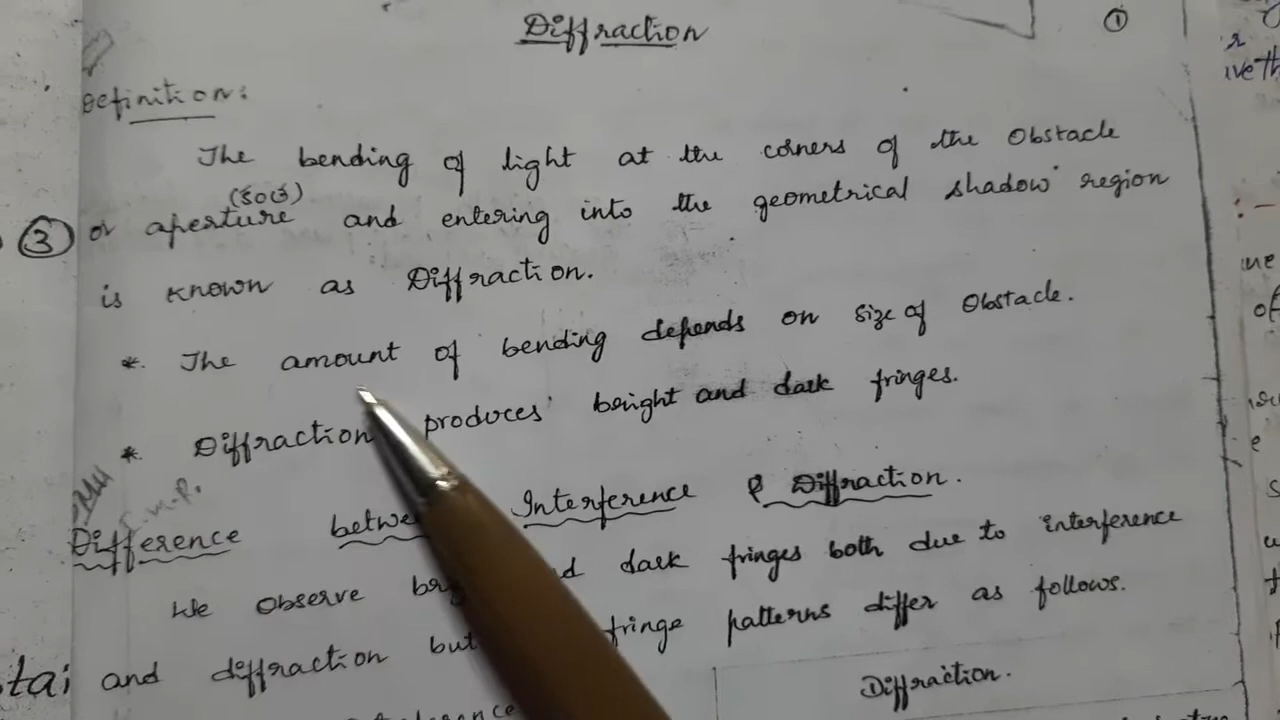 Diffraction
①
Definition:
The bending of light at the corners of the Obstacle
(కంత)
③ or aperture and entering into the geometrical shadow region
is known as Diffraction.
*. The amount of bending depends on size of Obstacle.
*. Diffraction produces bright and dark fringes.
Difference Interference & Diffraction.
We observe dark fringes both due to interference
and diffraction but fringe patterns differ as follows.
Diffraction.